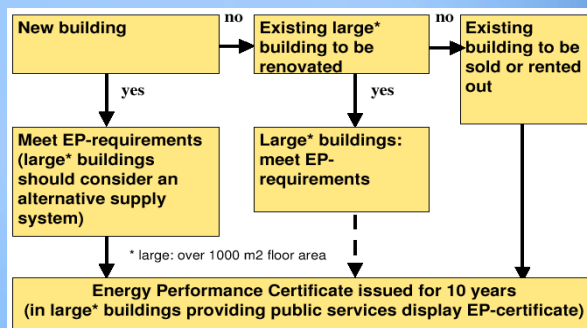 New building
no
Existing large*
building to be
renovated
no
Existing
building to be
sold or rented
out
yes
yes
Meet EP-requirements
(large* buildings
should consider an
alternative supply
system)
Large* buildings:
meet EP-
requirements
* large: over 1000 m2 floor area
Energy Performance Certificate issued for 10 years
(in large* buildings providing public services display EP-certificate)